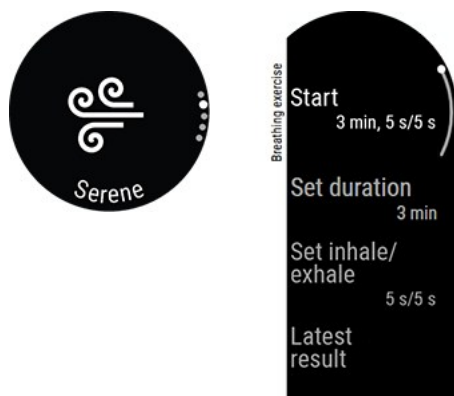 Serene
Breathing exercise
Start
3 min, 5 s/5 s
Set duration
3 min
Set inhale/
exhale
5 s/5 s
Latest
result